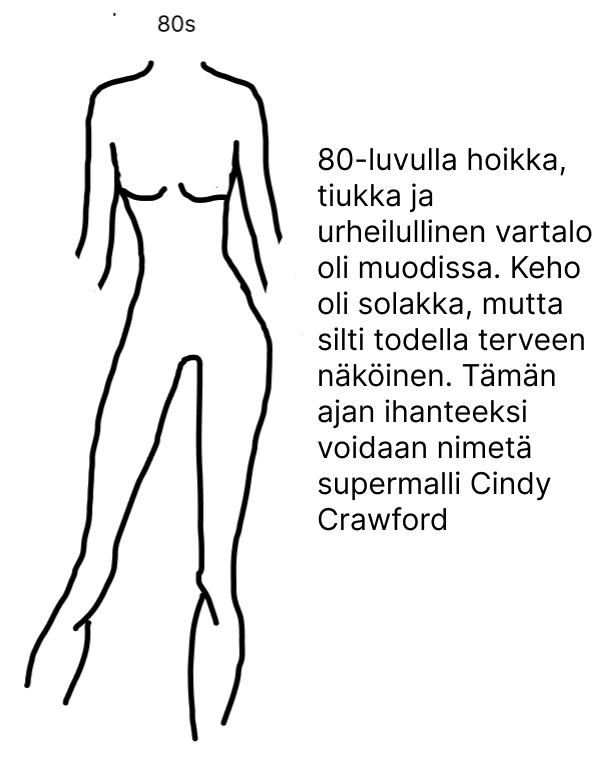 80s
80-luvulla hoikka,
tiukka ja
urheilullinen vartalo
oli muodissa. Keho
oli solakka, mutta
silti todella terveen
näköinen. Tämän
ajan ihanteeksi
voidaan nimetä
supermalli Cindy
Crawford